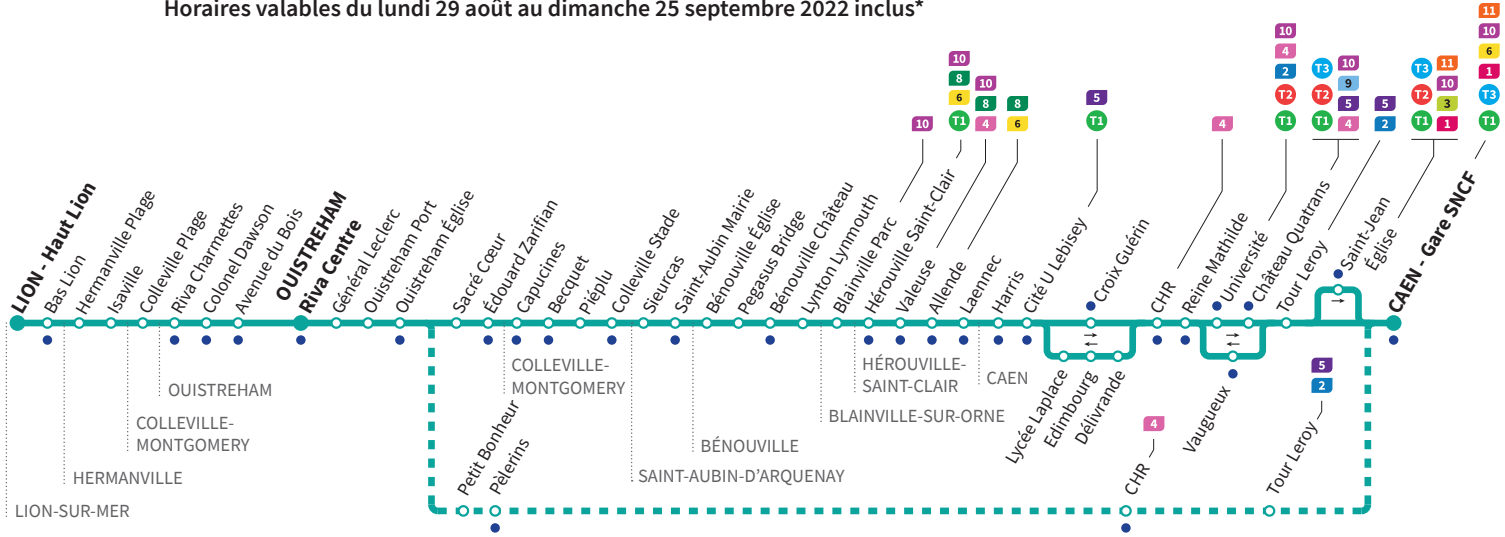 Horaires valables du lundi 29 août au dimanche 25 septembre 2022 inclus*
LION - Haut Lion
Bas Lion
Hermanville Plage
Isaville
Colleville Plage
Riva Charmettes
Colonel Dawson
Avenue du Bois
OUISTREHAM
Riva Centre
Général Leclerc
Ouistreham Port
Ouistreham Église
Sacré Cœur
Édouard Zarifian
Capucines
Becquet
Piéplu
Colleville Stade
Sieurcas
Saint-Aubin Mairie
Bénouville Église
Pegasus Bridge
Bénouville Château
Lynton Lynmouth
Blainville Parc
10
Hérouville Saint-Clair
10
8
6
T1
Valeuse
10
8
4
Allende
8
6
Laennec
Harris
Cité U Lebisey
5
T1
Croix Guérin
CHR
4
Reine Mathilde
Université
10
4
2
T2
T1
Château Quatrans
T3 10
9
T2 5
T1 4
Tour Leroy
5
2
Saint-Jean
Église
T3 11
10
T2 3
T1 1
CAEN - Gare SNCF
11
10
6
1
T3
T1
Lycée Laplace
Edimbourg
Délivrande
Vaugueux
LION-SUR-MER
HERMANVILLE
COLLEVILLE-
MONTGOMERY
OUISTREHAM
COLLEVILLE-
MONTGOMERY
SAINT-AUBIN-D'ARQUENAY
BÉNOUVILLE
BLAINVILLE-SUR-ORNE
HÉROUVILLE-
SAINT-CLAIR
CAEN
Petit Bonheur
Pèlerins
CHR
4
Tour Leroy
5
2